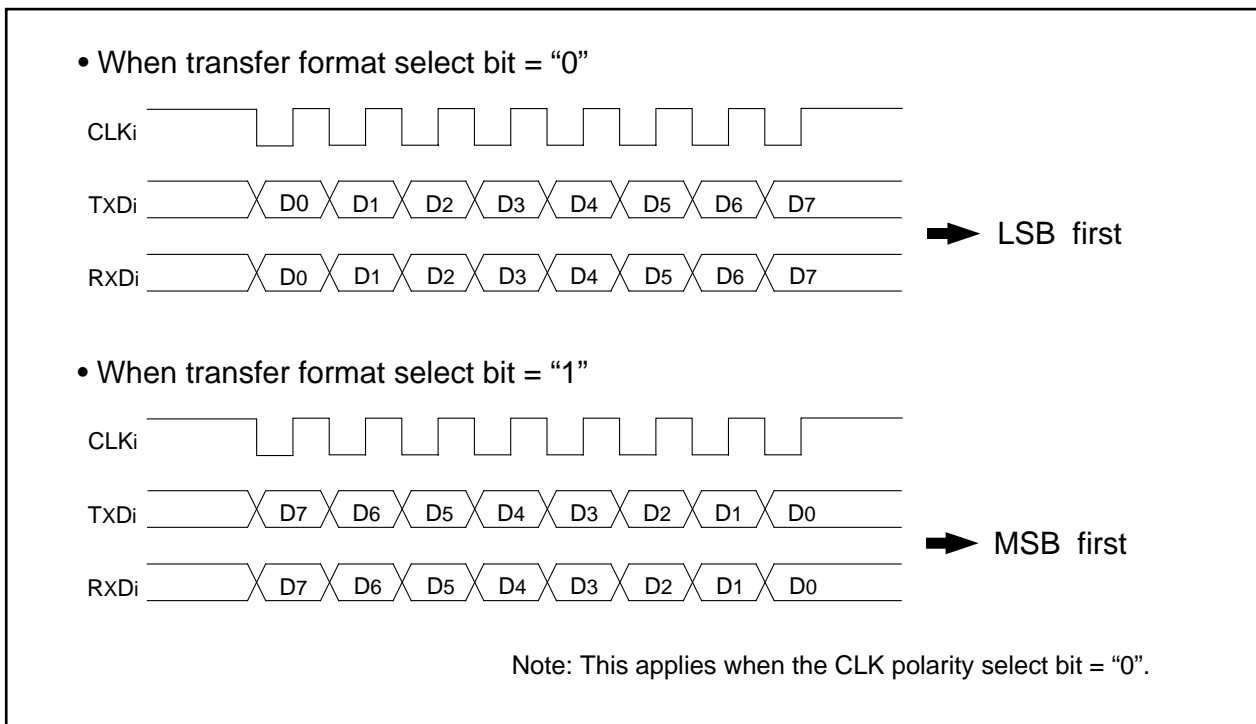 • When transfer format select bit = “0”
CLKi
TXDi D0 D1 D2 D3 D4 D5 D6 D7
RXDi D0 D1 D2 D3 D4 D5 D6 D7
LSB first
• When transfer format select bit = “1”
CLKi
TXDi D7 D6 D5 D4 D3 D2 D1 D0
RXDi D7 D6 D5 D4 D3 D2 D1 D0
MSB first
Note: This applies when the CLK polarity select bit = “0”.